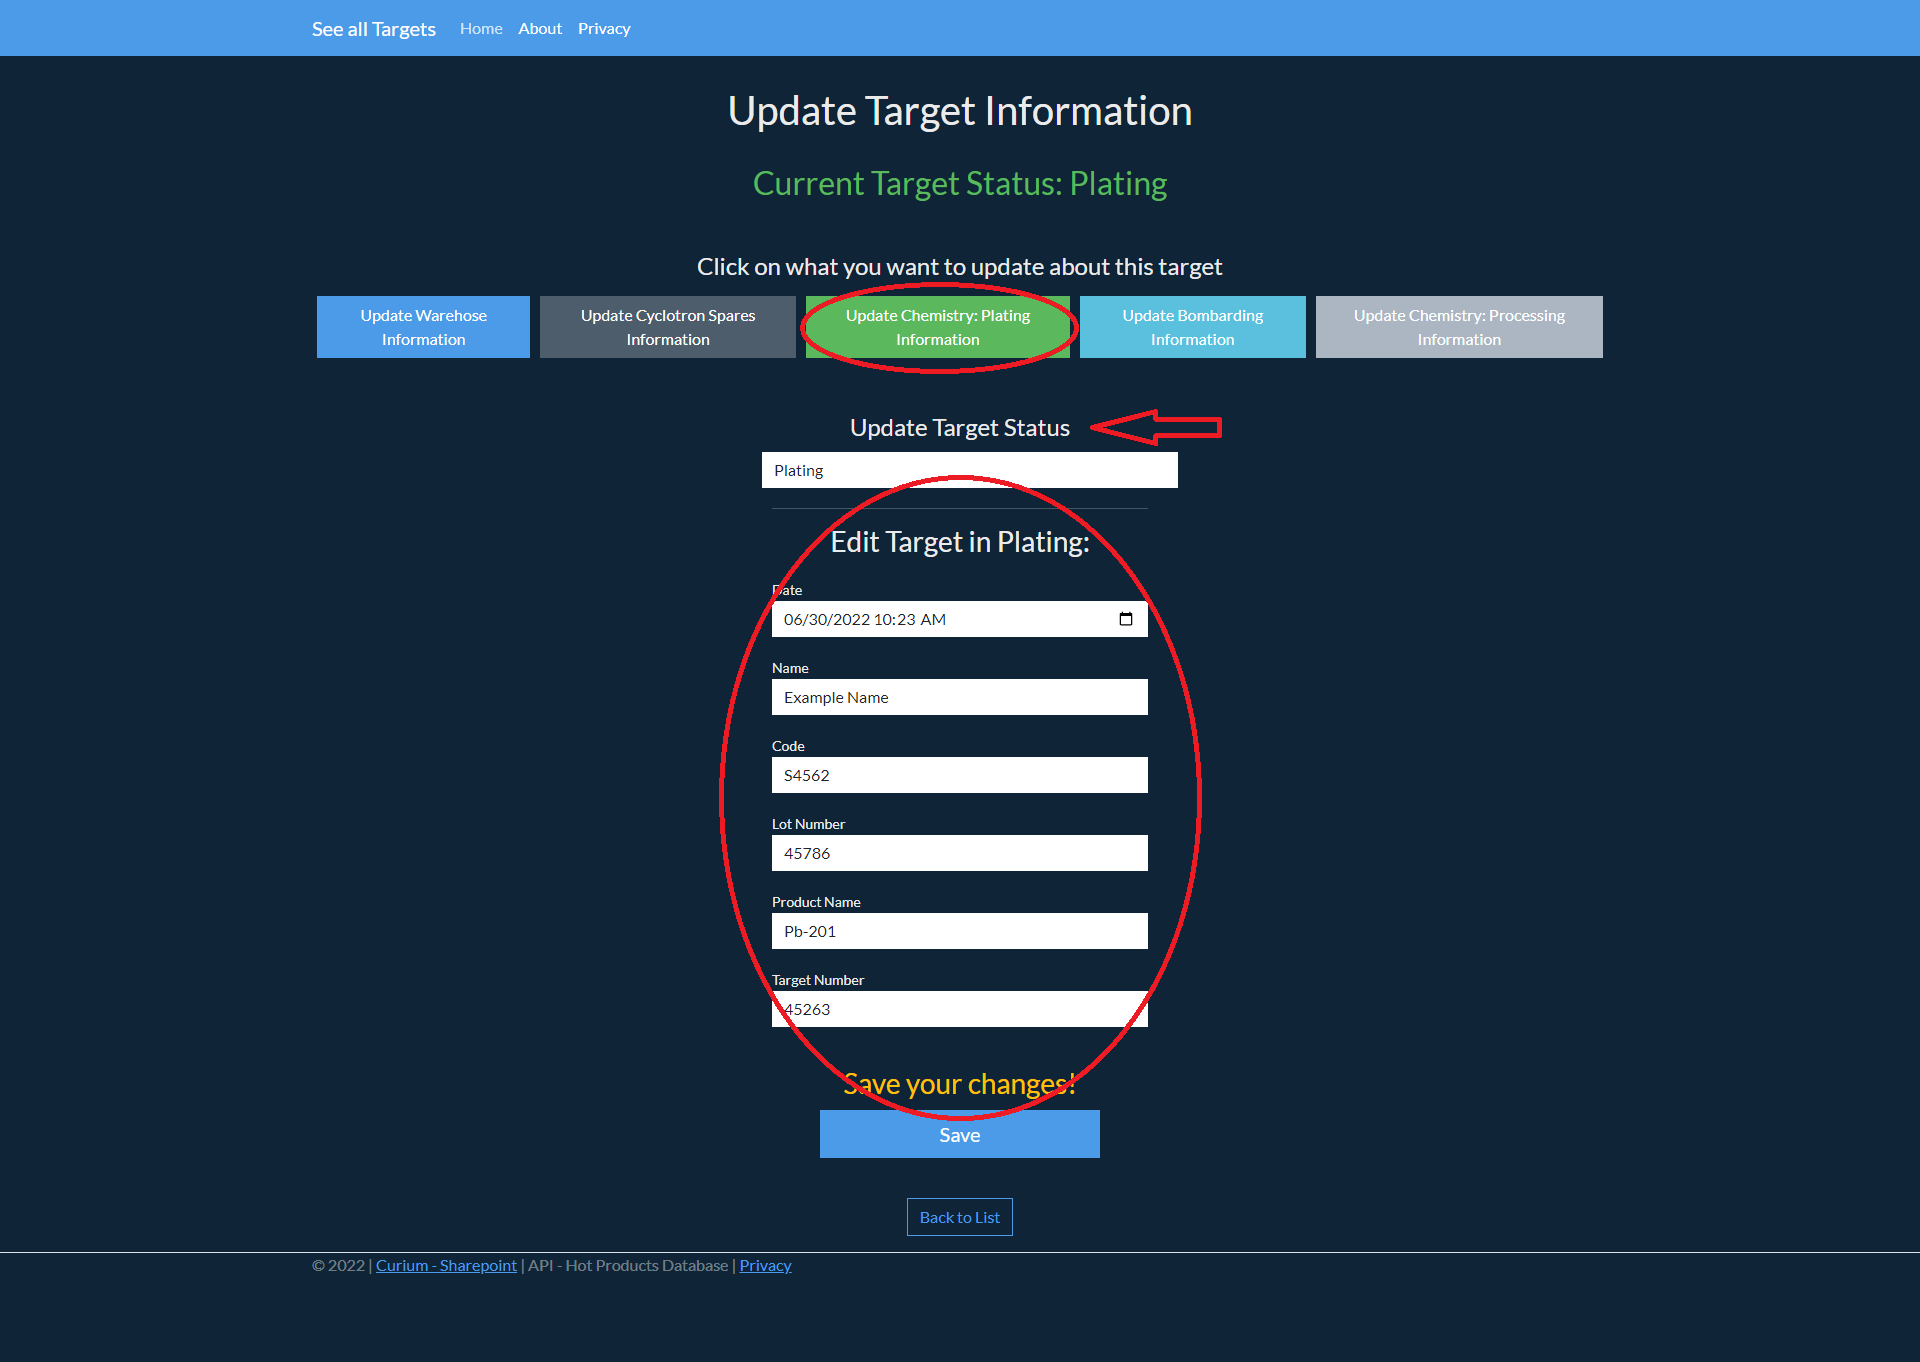 See all Targets Home About Privacy
Update Target Information
Current Target Status: Plating
Click on what you want to update about this target
Update Warehose
Information
Update Cyclotron Spares
Information
Update Chemistry: Plating
Information
Update Bombarding
Information
Update Chemistry: Processing
Information
Update Target Status
Plating
Edit Target in Plating:
Date
06/30/2022 10:23 AM
Name
Example Name
Code
S4562
Lot Number
45786
Product Name
Pb-201
Target Number
45263
Save your changes!
Save
Back to List
© 2022 | Curium - Sharepoint | API - Hot Products Database | Privacy